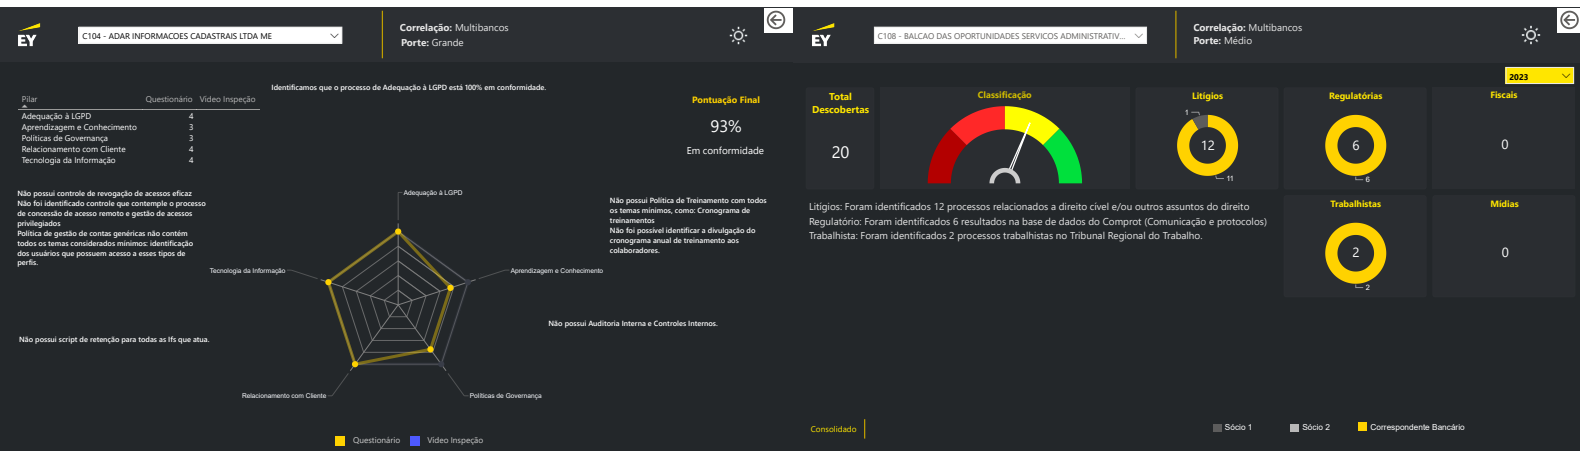 EY
C104 - ADAR INFORMACOES CADASTRAIS LTDA ME
Correlação: Multibancos
Porte: Grande
Identificamos que o processo de Adequação à LGPD está 100% em conformidade.
Pilar Questionário Vídeo Inspeção
Adequação à LGPD 4
Aprendizagem e Conhecimento 3
Políticas de Governança 3
Relacionamento com Cliente 4
Tecnologia da Informação 4
Pontuação Final
93%
Em conformidade
Não possui controle de revogação de acessos eficaz
Não foi identificado controle que contemple o processo
de concessão de acesso remoto e gestão de acessos
privilegiados
Política de gestão de contas genéricas não contém
todos os temas considerados mínimos: identificação
dos usuários que possuem acesso a esses tipos de
perfis.
Adequação à LGPD
Não possui Política de Treinamento com todos
os temas mínimos, como: Cronograma de
treinamentos
Não foi possível identificar a divulgação do
cronograma anual de treinamento aos
colaboradores.
Tecnologia da Informação
Aprendizagem e Conhecimento
Não possui Auditoria Interna e Controles Internos.
Não possui script de retenção para todas as Ifs que atua.
Relacionamento com Cliente
Políticas de Governança
Questionário
Vídeo Inspeção
EY
C108 - BALCAO DAS OPORTUNIDADES SERVICOS ADMINISTRATIV...
Correlação: Multibancos
Porte: Médio
2023
Total
Descobertas
20
Classificação
Litígios
1
12
11
Regulatórias
6
6
Fiscais
0
Litígios: Foram identificados 12 processos relacionados a direito cível e/ou outros assuntos do direito
Regulatório: Foram identificados 6 resultados na base de dados do Comprot (Comunicação e protocolos)
Trabalhista: Foram identificados 2 processos trabalhistas no Tribunal Regional do Trabalho.
Trabalhistas
2
2
Mídias
0
Consolidado
Sócio 1
Sócio 2
Correspondente Bancário